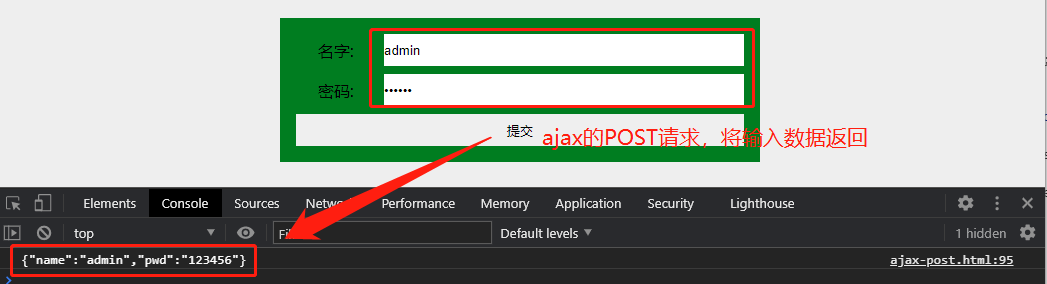 名字: admin
密码: ••••••
提交
ajax的POST请求，将输入数据返回
Elements Console Sources Network Performance Memory Application Security Lighthouse
top Default levels 1 hidden
{"name":"admin","pwd":"123456"} ajax-post.html:95